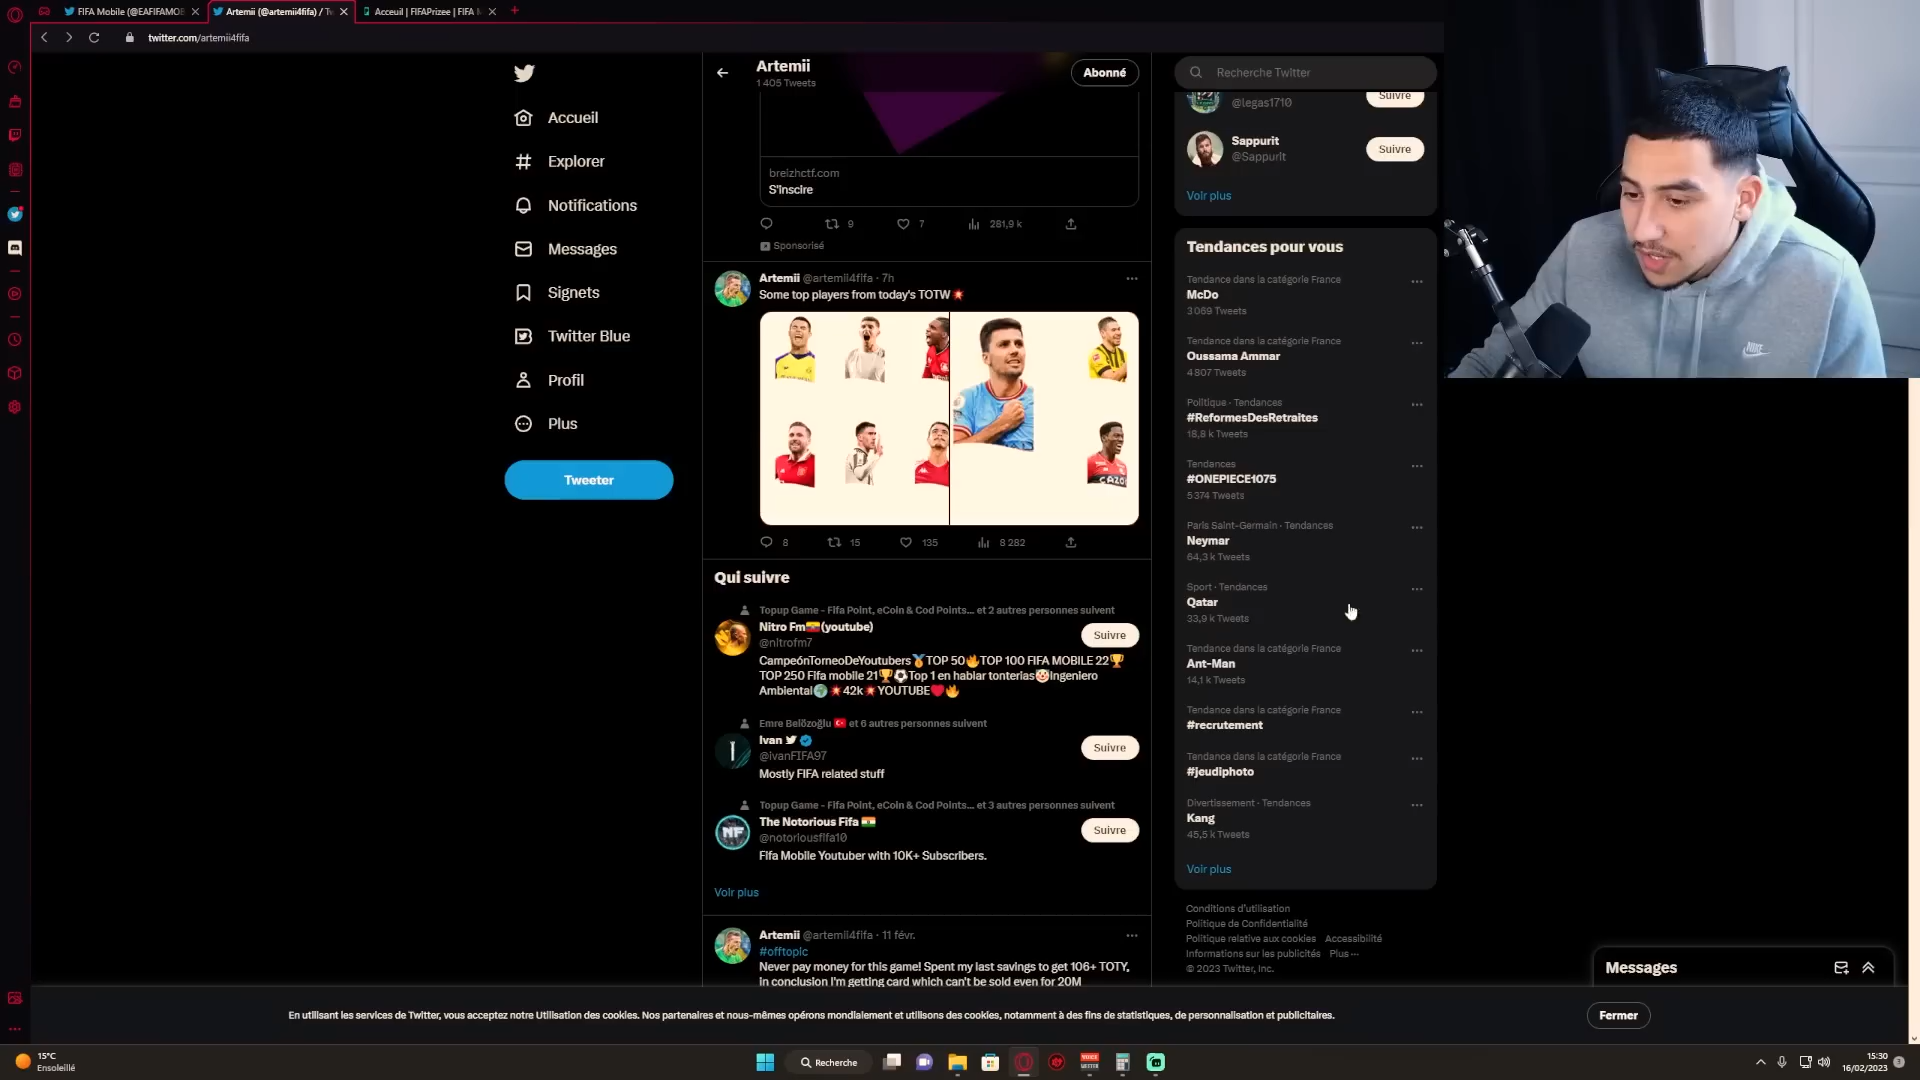 FIFA Mobile (@EAFIFAMOB
Artemii (@artemii4fifa) / Tw
Acceuil | FIFAPrizee | FIFA M
twitter.com/artemii4fifa
Accueil
Explorer
Notifications
Messages
Signets
Twitter Blue
Profil
Plus
Tweeter
Artemii
1 405 Tweets
Abonné
breizhctf.com
S'inscire
9
7
281,9 k
Sponsorisé
Artemii @artemii4fifa · 7h
Some top players from today's TOTW💥
8
15
135
8 282
Qui suivre
Topup Game - Fifa Point, eCoin & Cod Points... et 2 autres personnes suivent
Nitro Fm🇪🇨(youtube)
@nitrofm7
Suivre
CampeónTorneoDeYoutubers🏅TOP 50🔥TOP 100 FIFA MOBILE 22🏆
TOP 250 Fifa mobile 21🏆⚽Top 1 en hablar tonterias🤡Ingeniero
Ambiental🌍💥42k💥YOUTUBE❤️🔥
Emre Belözoğlu 🇹🇷 et 6 autres personnes suivent
Ivan
@IvanFIFA97
Suivre
Mostly FIFA related stuff
Topup Game - Fifa Point, eCoin & Cod Points... et 3 autres personnes suivent
The Notorious Fifa 🇮🇳
@notoriousfifa10
Suivre
Fifa Mobile Youtuber with 10K+ Subscribers.
Voir plus
Artemii @artemii4fifa · 11 févr.
#offtopic
Never pay money for this game! Spent my last savings to get 106+ TOTY,
in conclusion I'm getting card which can't be sold even for 20M
Recherche Twitter
@legas1710
Suivre
Sappurit
@Sappurit
Suivre
Voir plus
Tendances pour vous
Tendance dans la catégorie France
McDo
3 069 Tweets
Tendance dans la catégorie France
Oussama Ammar
4 807 Tweets
Politique · Tendances
#ReformesDesRetraites
18,8 k Tweets
Tendances
#ONEPIECE1075
5 374 Tweets
Paris Saint-Germain · Tendances
Neymar
64,3 k Tweets
Sport · Tendances
Qatar
33,9 k Tweets
Tendance dans la catégorie France
Ant-Man
14,1 k Tweets
Tendance dans la catégorie France
#recrutement
Tendance dans la catégorie France
#jeudiphoto
Divertissement · Tendances
Kang
45,5 k Tweets
Voir plus
Conditions d'utilisation
Politique de Confidentialité
Politique relative aux cookies Accessibilité
Informations sur les publicités Plus ···
© 2023 Twitter, Inc.
NIKE
Messages
En utilisant les services de Twitter, vous acceptez notre Utilisation des cookies. Nos partenaires et nous-mêmes opérons mondialement et utilisons des cookies, notamment à des fins de statistiques, de personnalisation et publicitaires.
Fermer
15°C
Ensoleillé
Recherche
15:30
16/02/2023